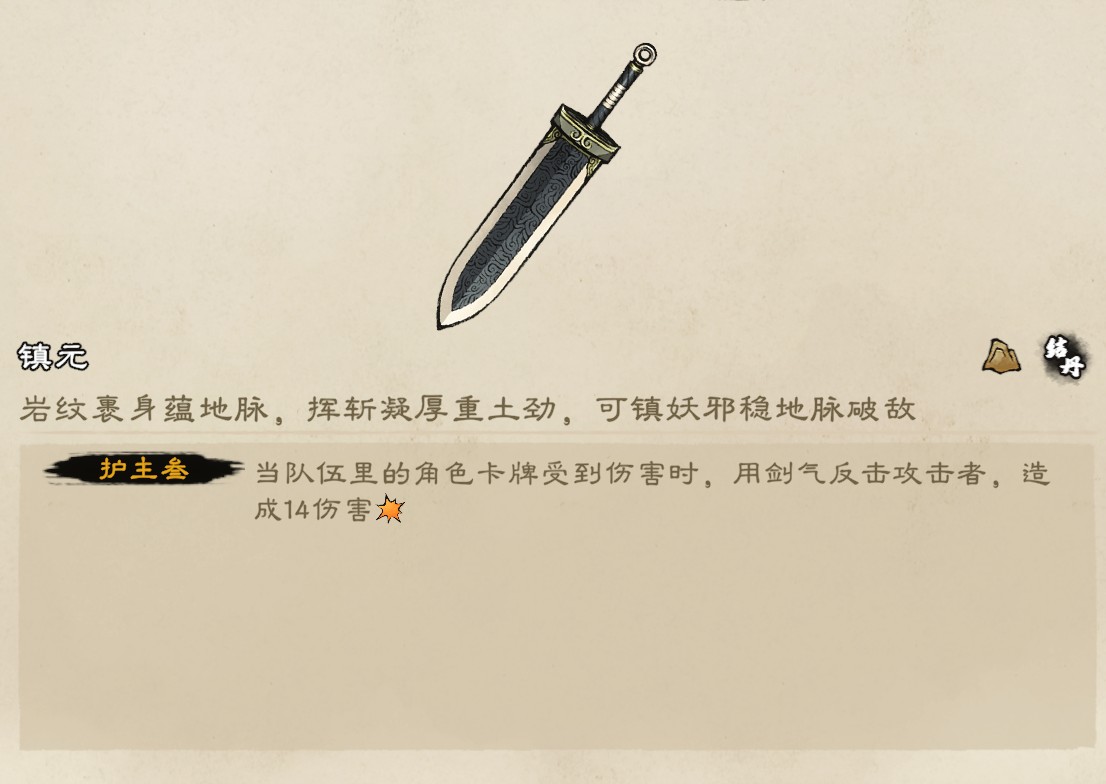 镇元
结丹
岩纹裹身蕴地脉，挥斩凝厚重土劲，可镇妖邪稳地脉破敌
护主叁
当队伍里的角色卡牌受到伤害时，用剑气反击攻击者，造
成14伤害